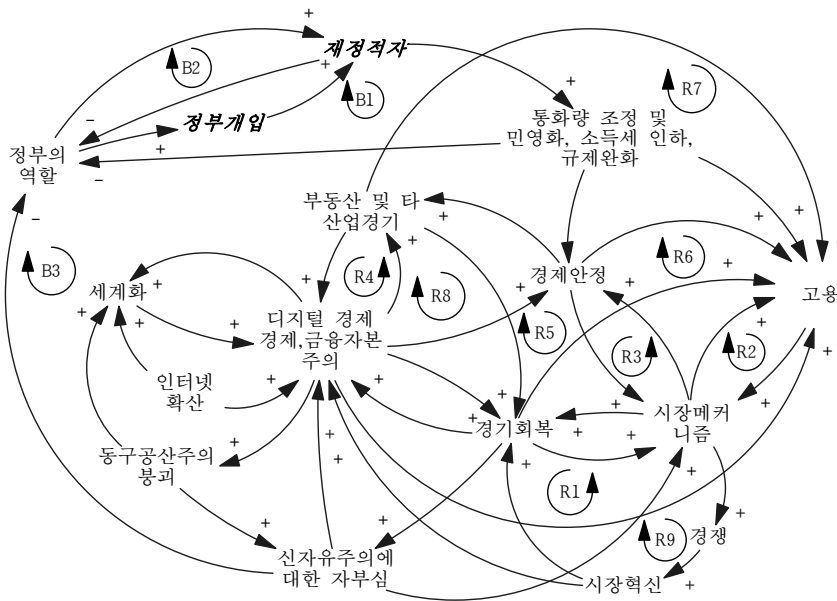 재정적자
B2
R7
정부개입
B1
통화량 조정 및
민영화, 소득세 인하,
규제완화
정부의
역할
부동산 및 타
산업경기
B3
R4
R8
경제안정
R6
세계화
고용
디지털 경제
경제,금융자본
주의
R5
R3
R2
인터넷
확산
경기회복
시장메커
니즘
동구공산주의
붕괴
R1
R9
경쟁
신자유주의에
대한 자부심
시장혁신